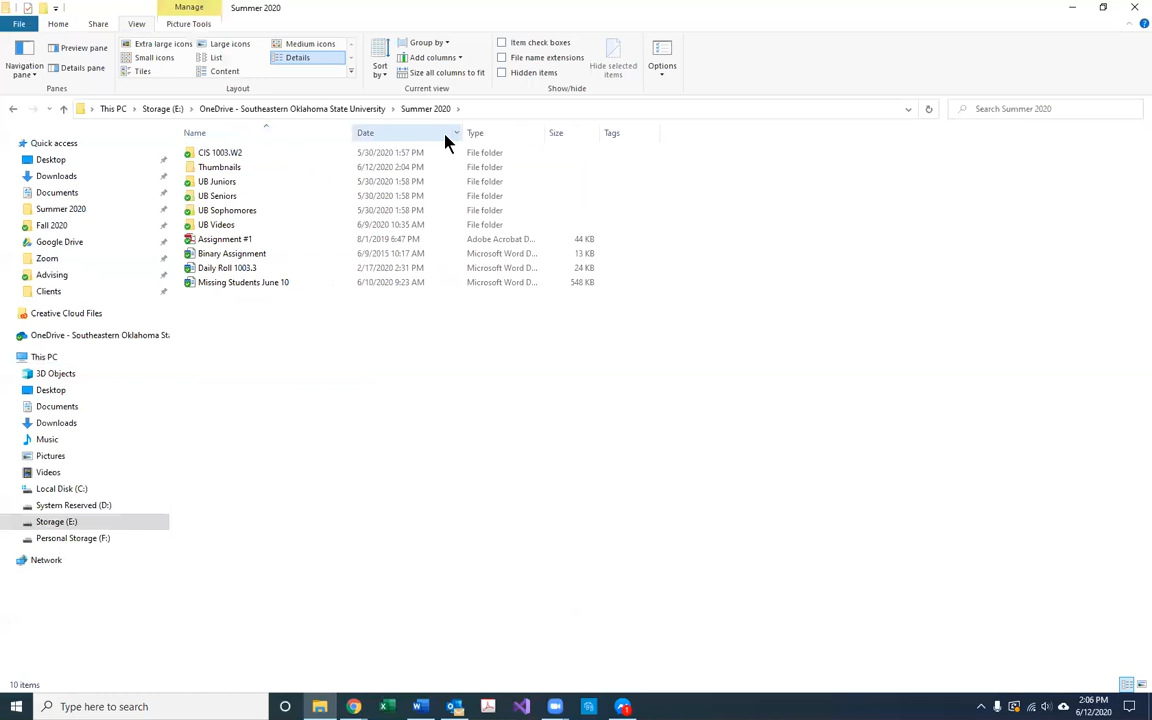 Manage
Summer 2020
File
Home
Share
View
Picture Tools
Navigation pane
Preview pane
Details pane
Panes
Extra large icons
Large icons
Medium icons
Small icons
List
Details
Tiles
Content
Layout
Sort by
Group by
Add columns
Size all columns to fit
Current view
Item check boxes
File name extensions
Hidden items
Hide selected items
Show/hide
Options
This PC
Storage (E:)
OneDrive - Southeastern Oklahoma State University
Summer 2020
Search Summer 2020
Name
Date
Type
Size
Tags
CIS 1003.W2 5/30/2020 1:57 PM File folder
Thumbnails 6/12/2020 2:04 PM File folder
UB Juniors 5/30/2020 1:58 PM File folder
UB Seniors 5/30/2020 1:58 PM File folder
UB Sophomores 5/30/2020 1:58 PM File folder
UB Videos 6/9/2020 10:35 AM File folder
Assignment #1 8/1/2019 6:47 PM Adobe Acrobat D... 44 KB
Binary Assignment 6/9/2015 10:17 AM Microsoft Word D... 13 KB
Daily Roll 1003.3 2/17/2020 2:31 PM Microsoft Word D... 24 KB
Missing Students June 10 6/10/2020 9:23 AM Microsoft Word D... 548 KB
Quick access
Desktop
Downloads
Documents
Summer 2020
Fall 2020
Google Drive
Zoom
Advising
Clients
Creative Cloud Files
OneDrive - Southeastern Oklahoma Sta
This PC
3D Objects
Desktop
Documents
Downloads
Music
Pictures
Videos
Local Disk (C:)
System Reserved (D:)
Storage (E:)
Personal Storage (F:)
Network
10 items
Type here to search
2:06 PM
6/12/2020